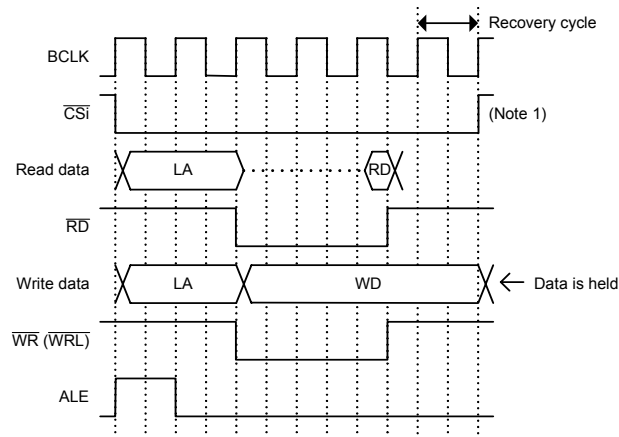 Recovery cycle
BCLK
CSi
(Note 1)
Read data
LA
RD
RD
Write data
LA
WD
Data is held
WR (WRL)
ALE